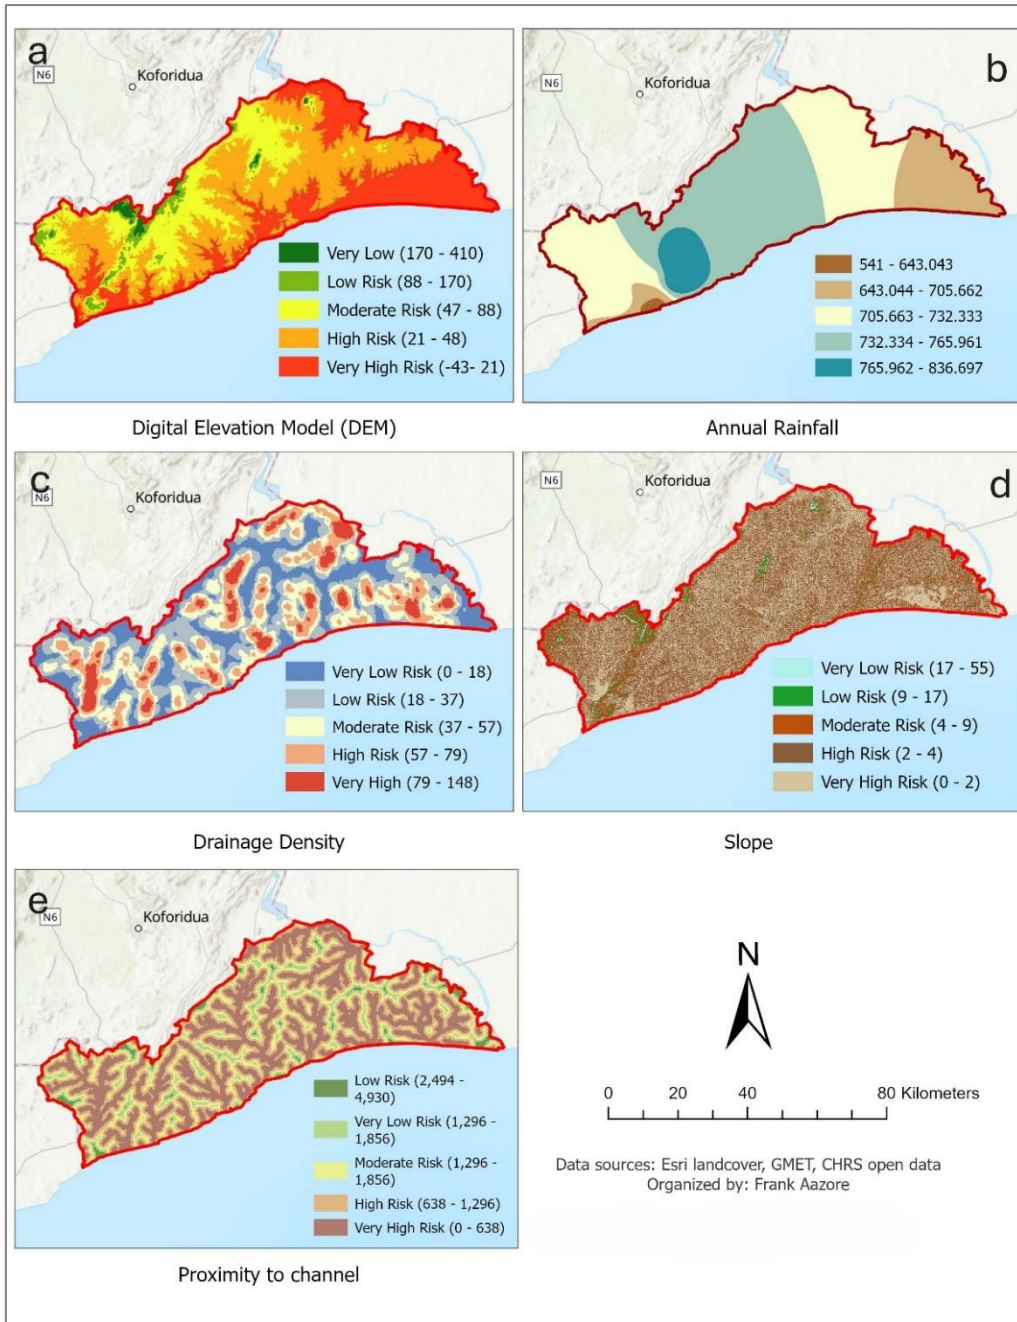 a
N6
Koforidua
Very Low (170 - 410)
Low Risk (88 - 170)
Moderate Risk (47 - 88)
High Risk (21 - 48)
Very High Risk (-43- 21)
Digital Elevation Model (DEM)
b
N6
Koforidua
541 - 643.043
643.044 - 705.662
705.663 - 732.333
732.334 - 765.961
765.962 - 836.697
Annual Rainfall
c
N6
Koforidua
Very Low Risk (0 - 18)
Low Risk (18 - 37)
Moderate Risk (37 - 57)
High Risk (57 - 79)
Very High (79 - 148)
Drainage Density
d
N6
Koforidua
Very Low Risk (17 - 55)
Low Risk (9 - 17)
Moderate Risk (4 - 9)
High Risk (2 - 4)
Very High Risk (0 - 2)
Slope
e
N6
Koforidua
Low Risk (2,494 -
4,930)
Very Low Risk (1,296 -
1,856)
Moderate Risk (1,296 -
1,856)
High Risk (638 - 1,296)
Very High Risk (0 - 638)
Proximity to channel
N
0 20 40 80 Kilometers
Data sources: Esri landcover, GMET, CHRS open data
Organized by: Frank Aazore